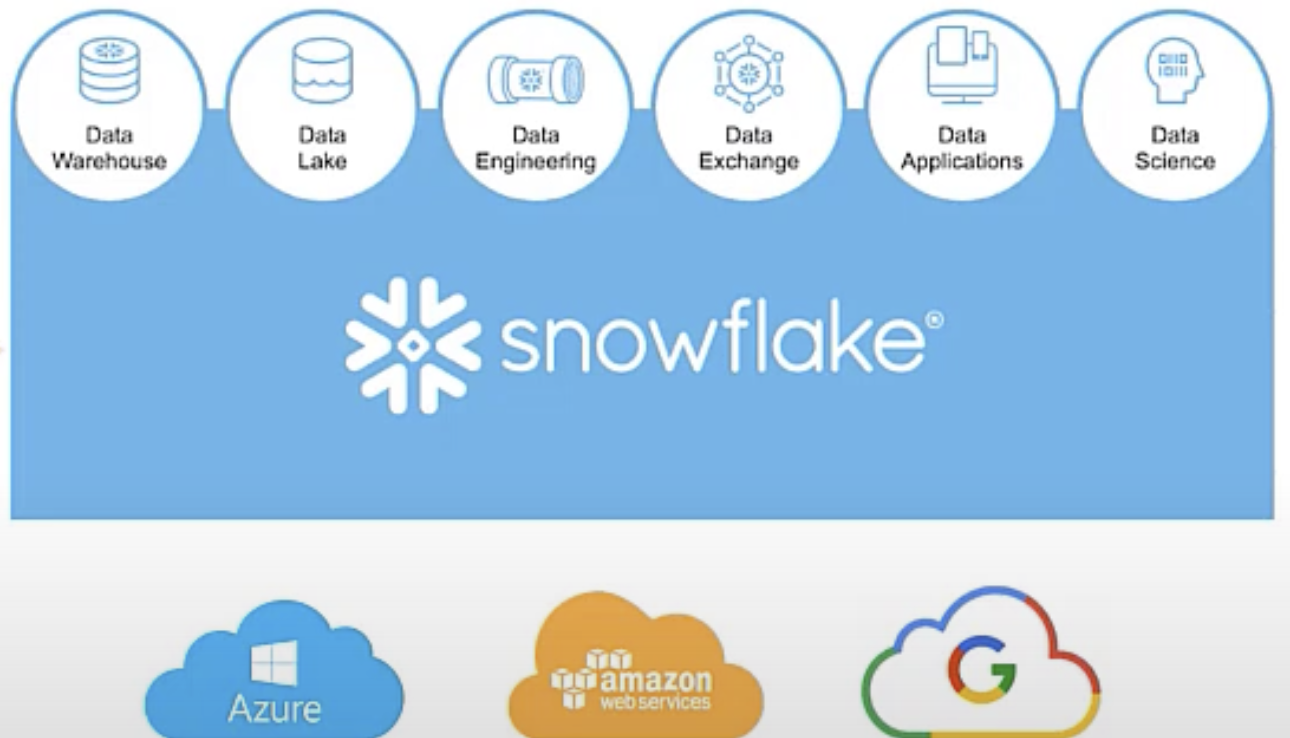 Data
Warehouse
Data
Lake
Data
Engineering
Data
Exchange
Data
Applications
Data
Science
snowflake®
Azure
amazon
web services
G